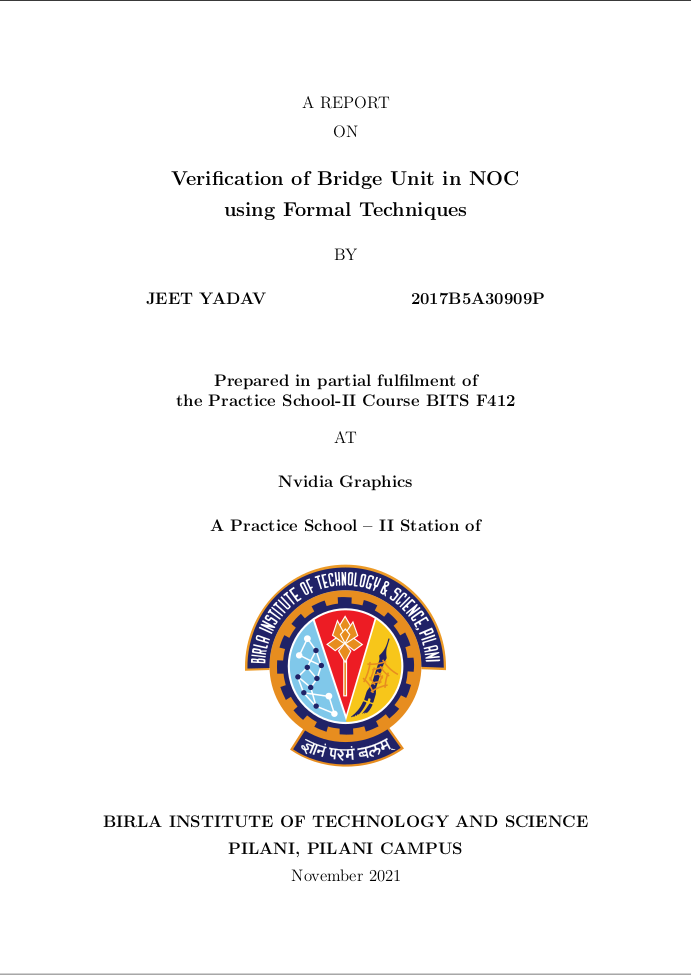 A REPORT
ON
Verification of Bridge Unit in NOC
using Formal Techniques
BY
JEET YADAV 2017B5A30909P
Prepared in partial fulfilment of
the Practice School-II Course BITS F412
AT
Nvidia Graphics
A Practice School – II Station of
BIRLA INSTITUTE OF TECHNOLOGY & SCIENCE, PILANI
ज्ञानं परमं बलम्
BIRLA INSTITUTE OF TECHNOLOGY AND SCIENCE
PILANI, PILANI CAMPUS
November 2021